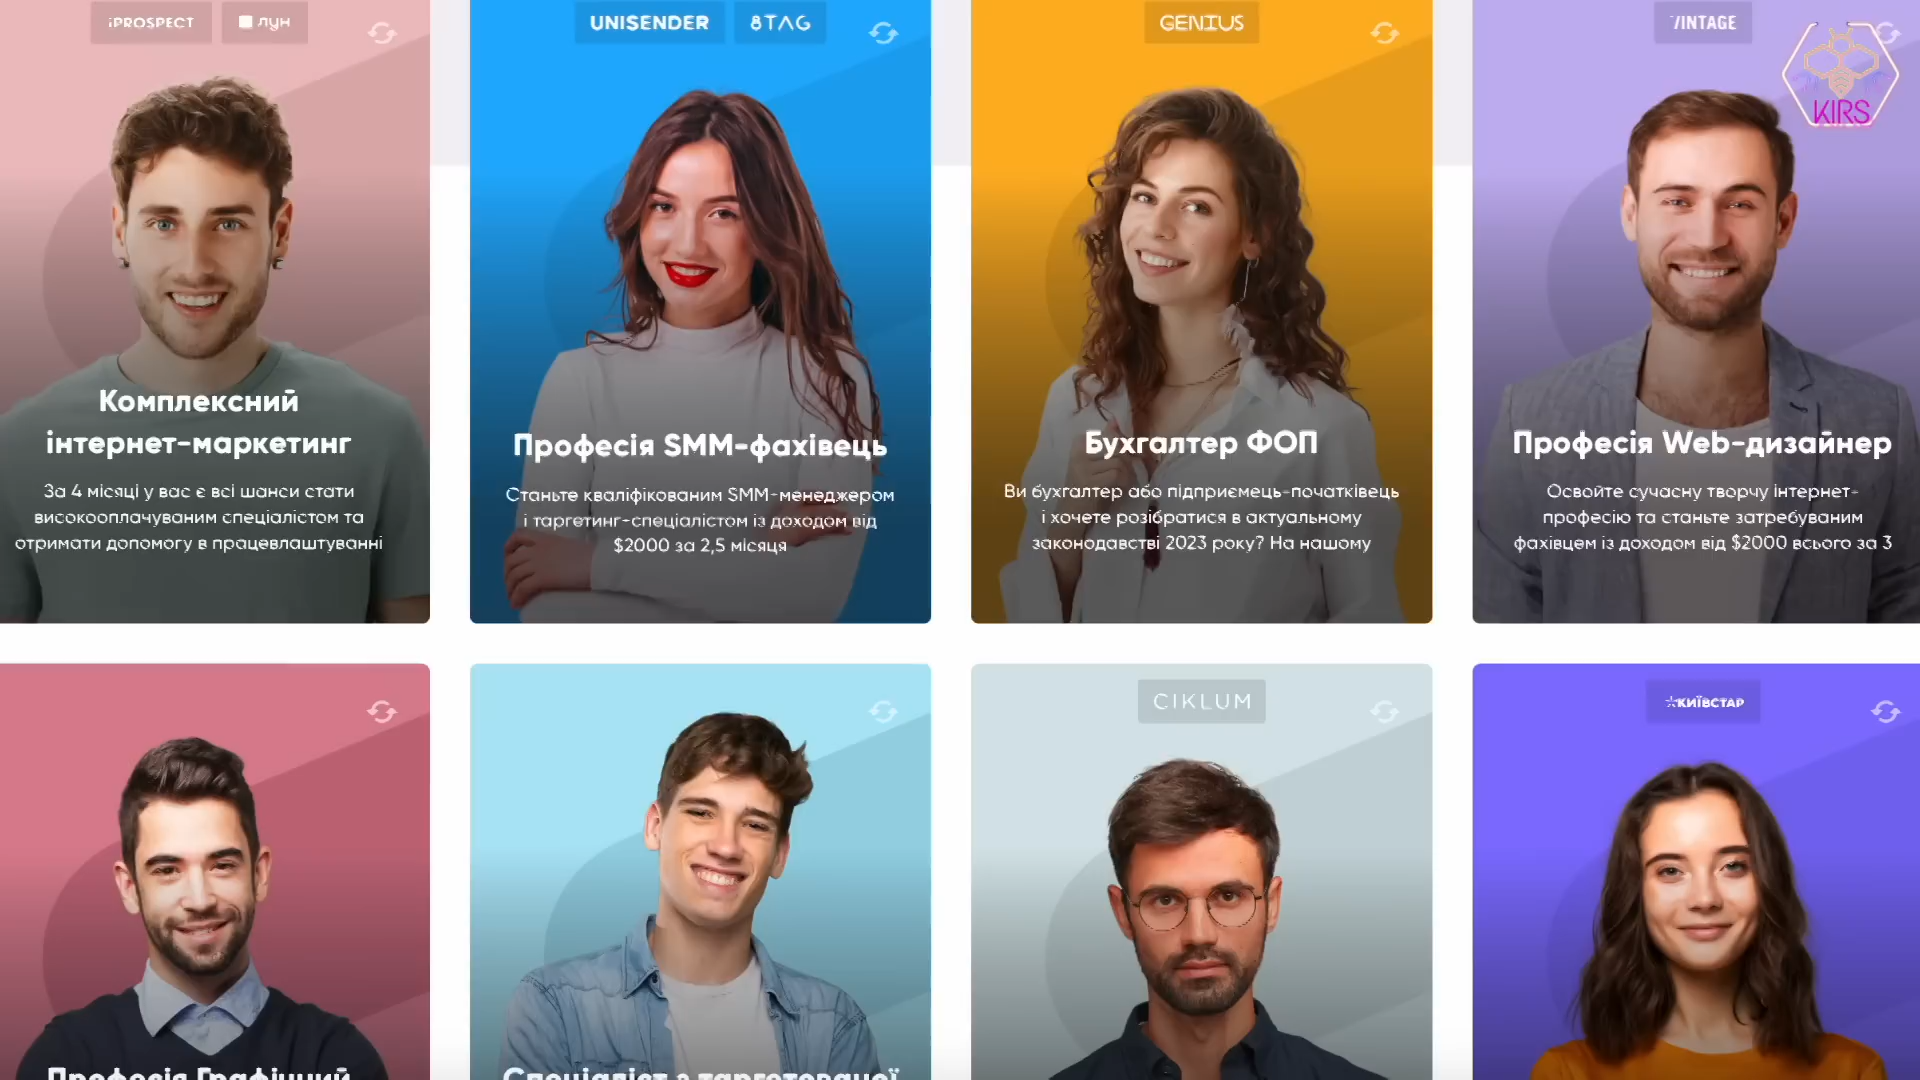 iPROSPECT
ЛУН
UNISENDER
8TAG
GENIUS
VINTAGE
KIRS
Комплексний
інтернет-маркетинг
За 4 місяці у вас є всі шанси стати
високооплачуваним спеціалістом та
отримати допомогу в працевлаштуванні
Професія SMM-фахівець
Станьте кваліфікованим SMM-менеджером
і таргетинг-спеціалістом із доходом від
$2000 за 2,5 місяця
Бухгалтер ФОП
Ви бухгалтер або підприємець-початківець
і хочете розібратися в актуальному
законодавстві 2023 року? На нашому
Професія Web-дизайнер
Освойте сучасну творчу інтернет-
професію та станьте затребуваним
фахівцем із доходом від $2000 всього за 3
CIKLUM
КИЇВСТАР
Професія Графічний
Спеціаліст з таргетованої